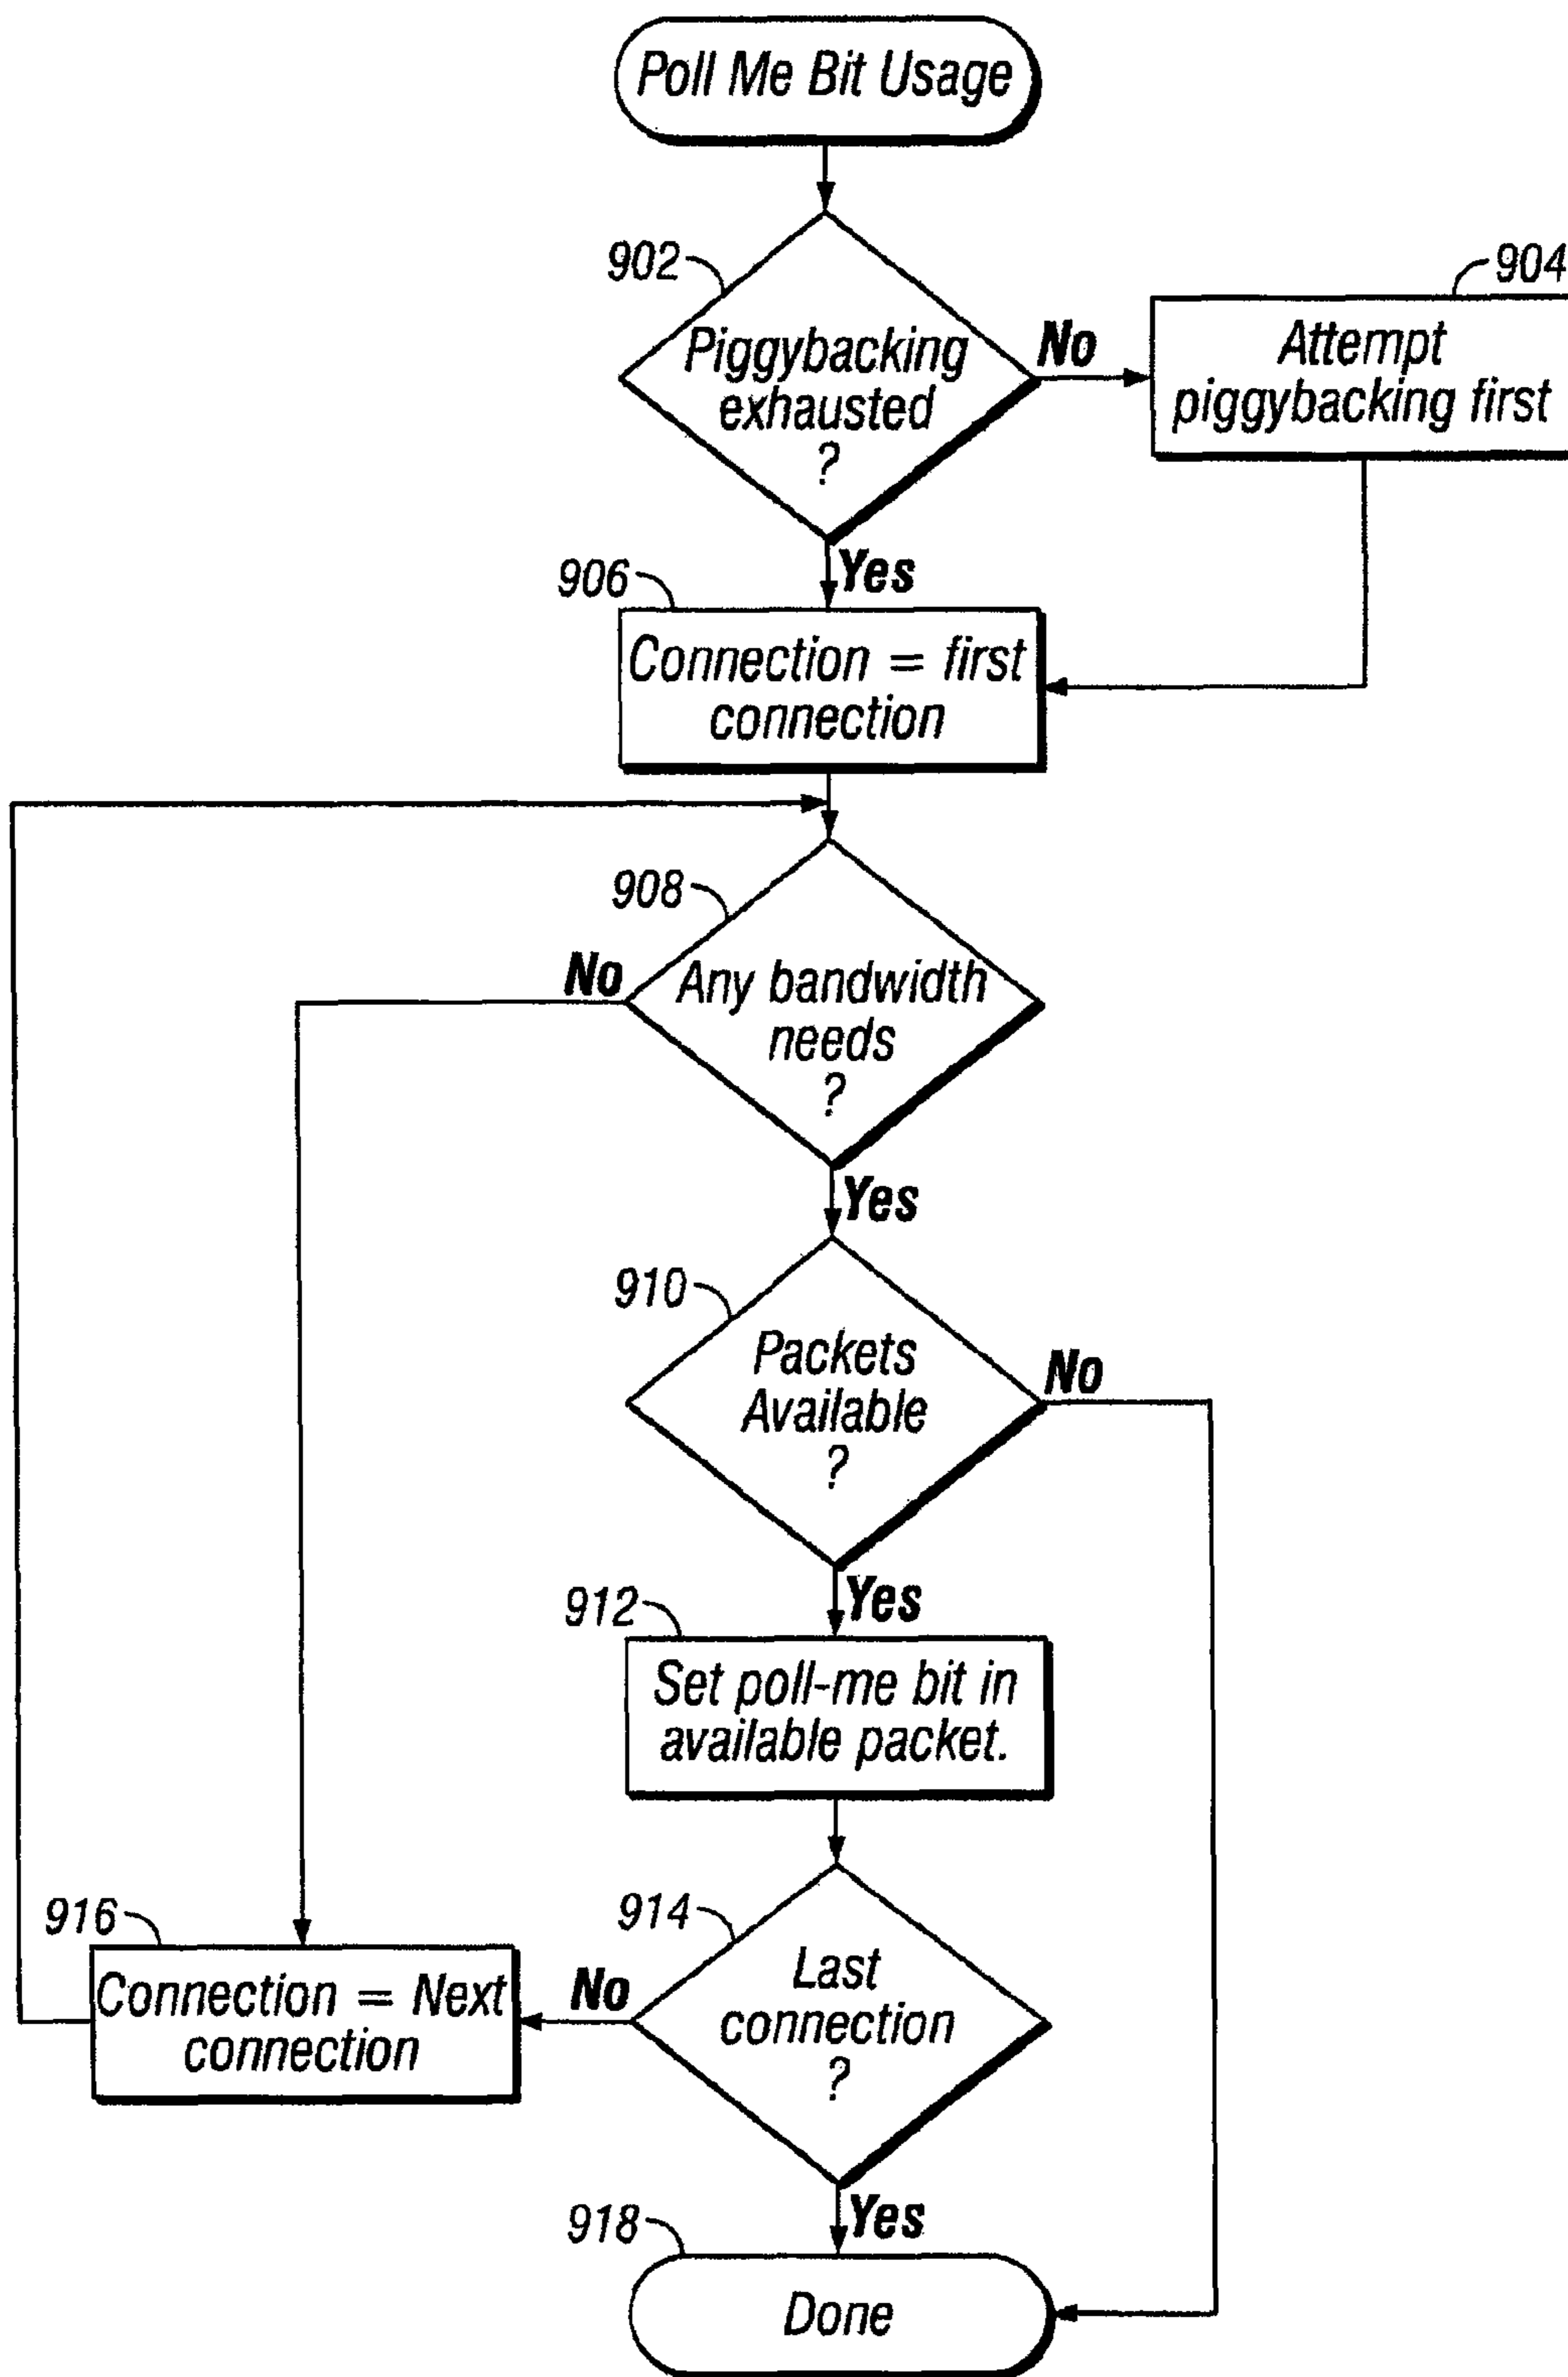 Poll Me Bit Usage
902
904
Piggybacking
exhausted
?
No
Attempt
piggybacking first
Yes
906
Connection = first
connection
908
No
Any bandwidth
needs
?
Yes
910
Packets
Available
?
No
Yes
912
Set poll-me bit in
available packet.
916
914
Connection = Next
connection
No
Last
connection
?
Yes
918
Done